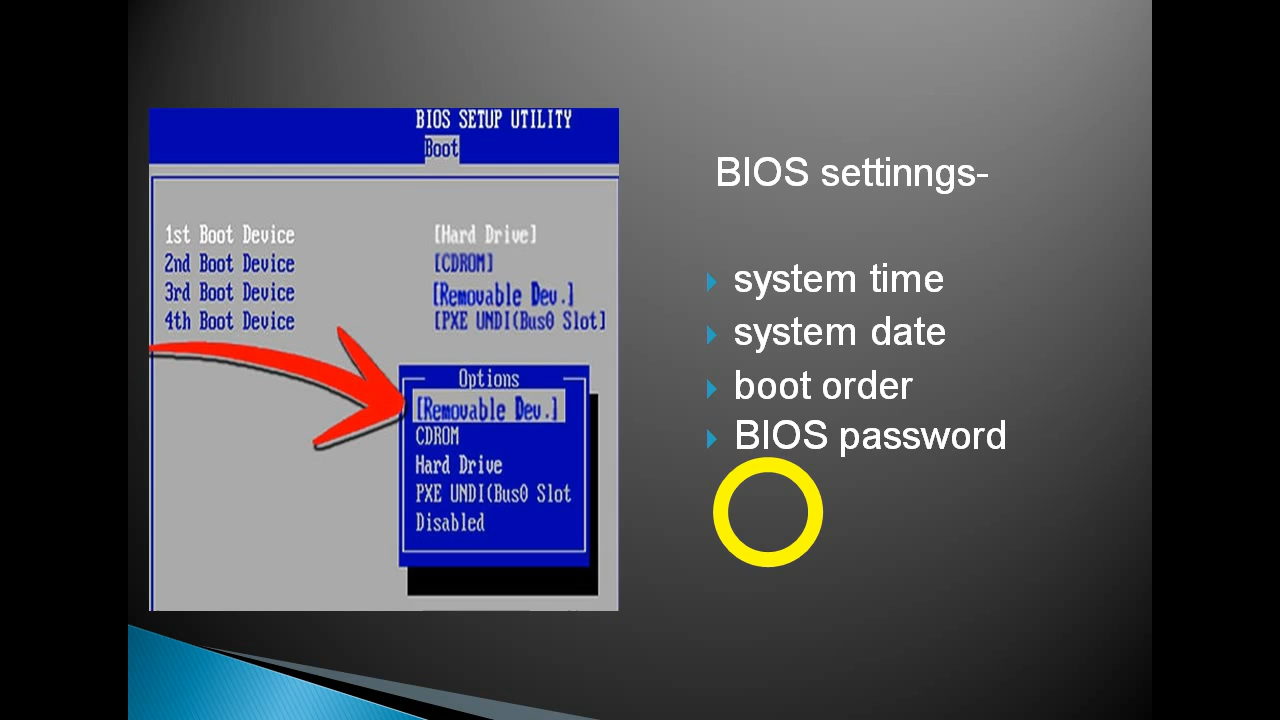 BIOS SETUP UTILITY
Boot
1st Boot Device [Hard Drive]
2nd Boot Device [CDROM]
3rd Boot Device [Removable Dev.]
4th Boot Device [PXE UNDI(Bus0 Slot]
Options
[Removable Dev.]
CDROM
Hard Drive
PXE UNDI(Bus0 Slot
Disabled
BIOS settinngs-
system time
system date
boot order
BIOS password